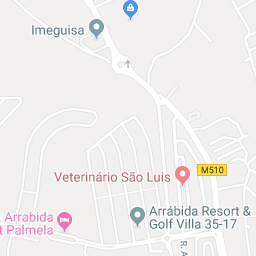 Imeguisa
M510
Veterinário São Luis
Arrábida Resort &
Golf Villa 35-17
Arrabida
t Palmela
R. A